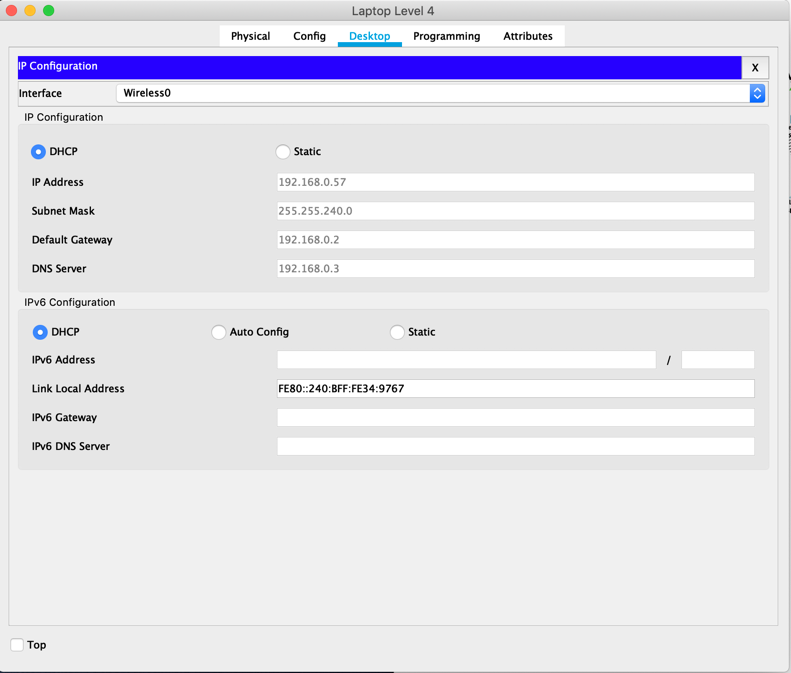 Laptop Level 4
Physical Config Desktop Programming Attributes
IP Configuration X
Interface Wireless0
IP Configuration
DHCP Static
IP Address 192.168.0.57
Subnet Mask 255.255.240.0
Default Gateway 192.168.0.2
DNS Server 192.168.0.3
IPv6 Configuration
DHCP Auto Config Static
IPv6 Address /
Link Local Address FE80::240:BFF:FE34:9767
IPv6 Gateway
IPv6 DNS Server
Top